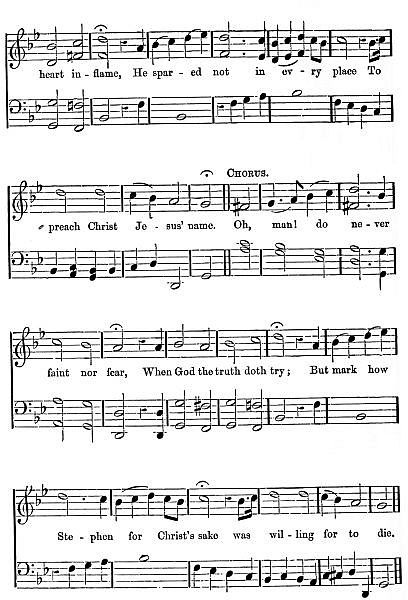 heart in-flame, He spar-ed not in ev-ry place To
CHORUS.
preach Christ Je-sus' name. Oh, man! do ne-ver
faint nor fear, When God the truth doth try; But mark how
Ste-phen for Christ's sake was wil-ling for to die.